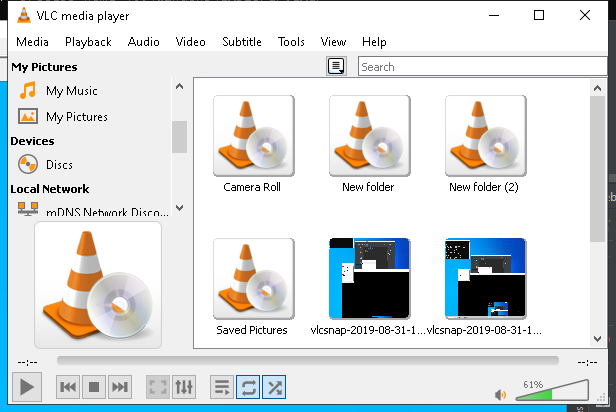 VLC media player
Media Playback Audio Video Subtitle Tools View Help
My Pictures
Search
My Music
My Pictures
Devices
Discs
Local Network
mDNS Network Disco...
Camera Roll
New folder
New folder (2)
Saved Pictures
vlcsnap-2019-08-31-1...
vlcsnap-2019-08-31-1...
--:--
--:--
61%